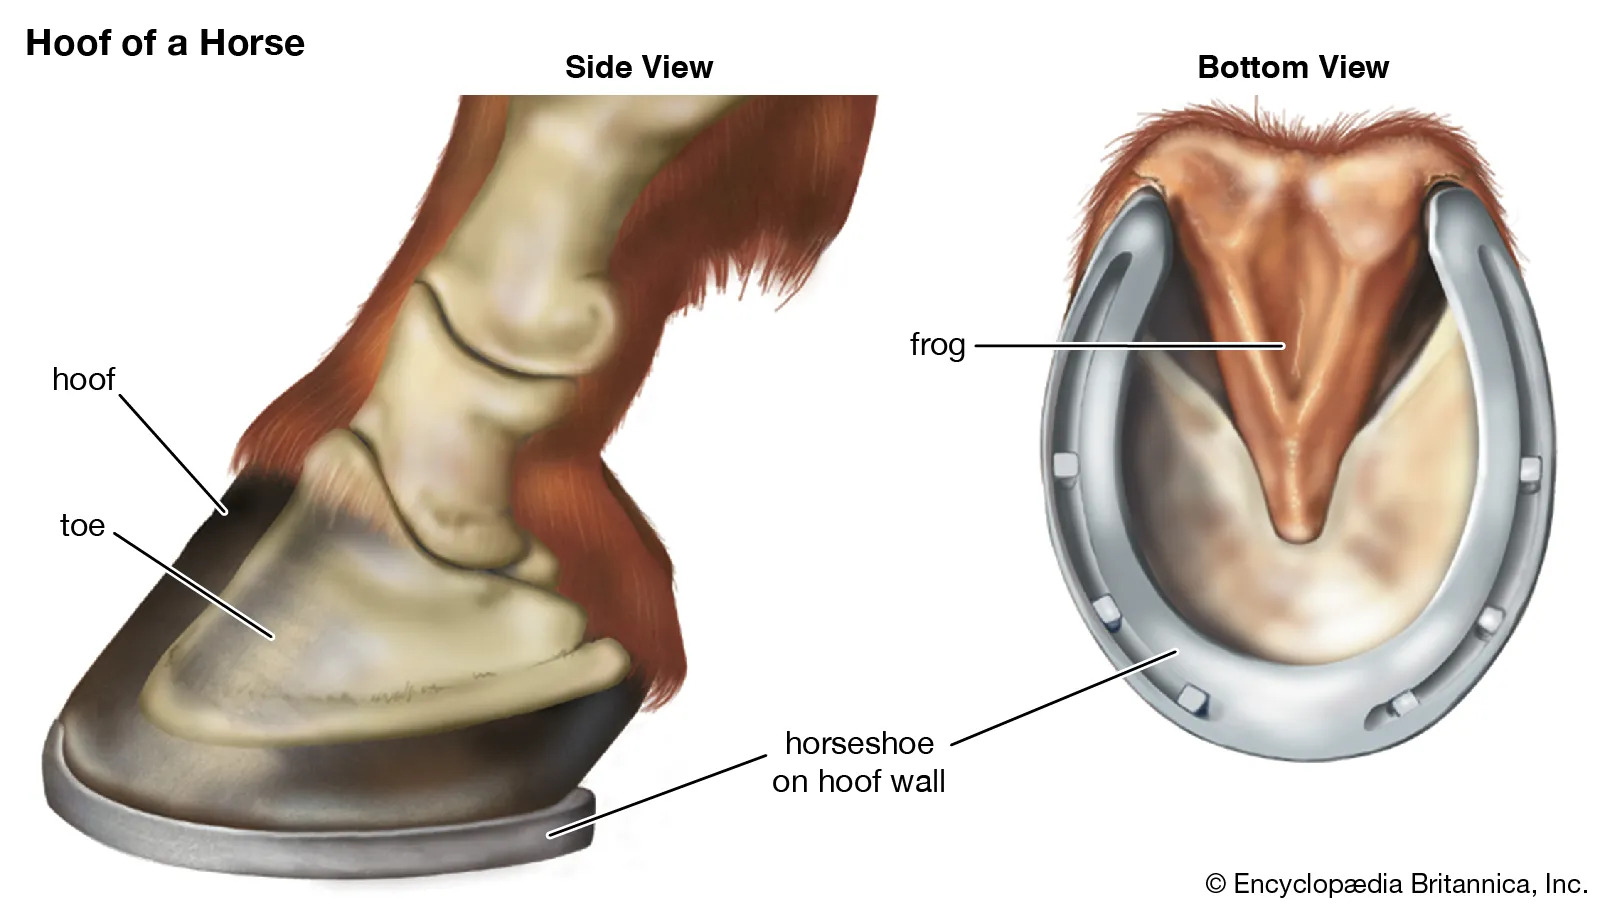 Hoof of a Horse
Side View
Bottom View
hoof
toe
frog
horseshoe
on hoof wall
© Encyclopædia Britannica, Inc.